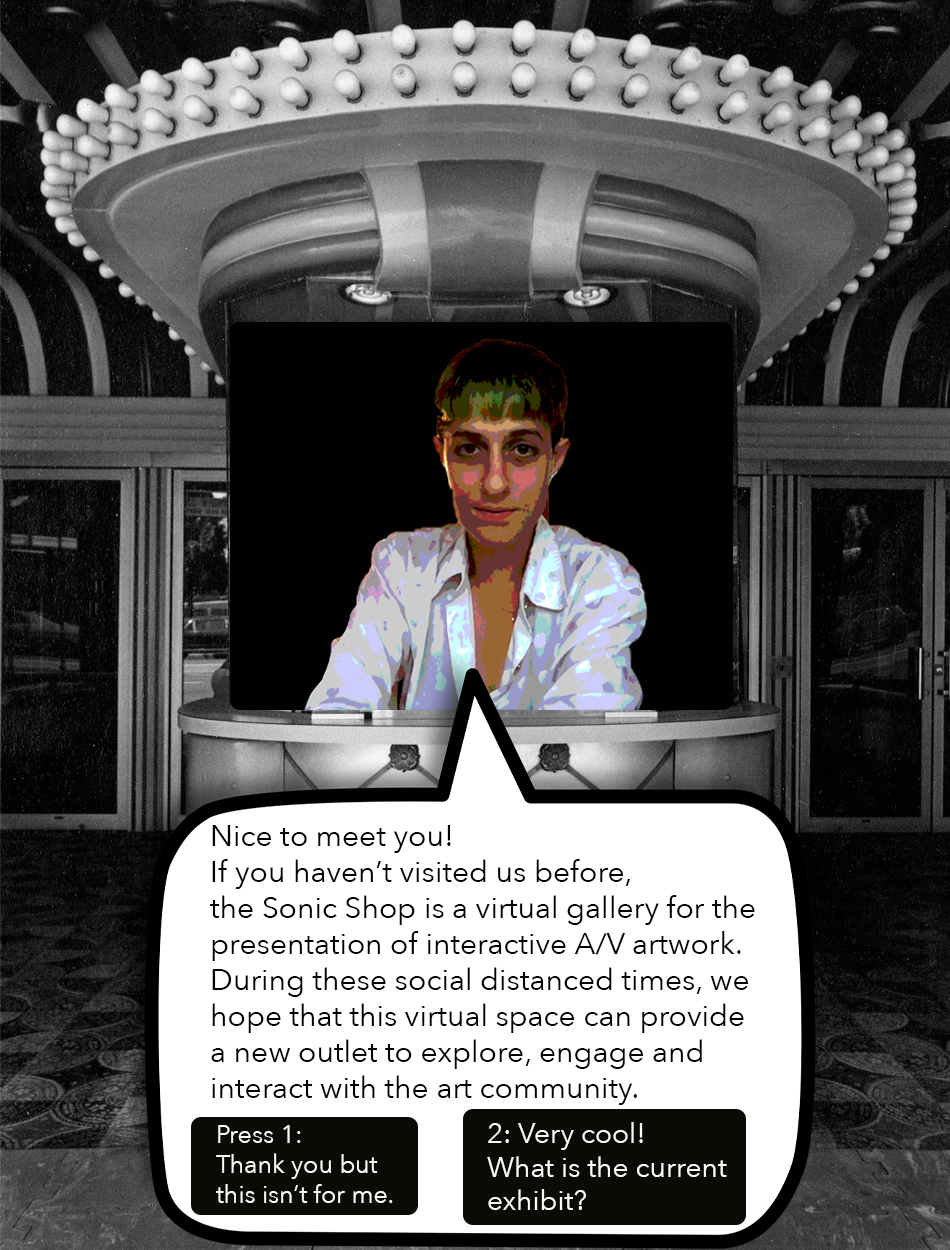 Nice to meet you!
If you haven’t visited us before,
the Sonic Shop is a virtual gallery for the
presentation of interactive A/V artwork.
During these social distanced times, we
hope that this virtual space can provide
a new outlet to explore, engage and
interact with the art community.
Press 1:
Thank you but
this isn’t for me.
2: Very cool!
What is the current
exhibit?